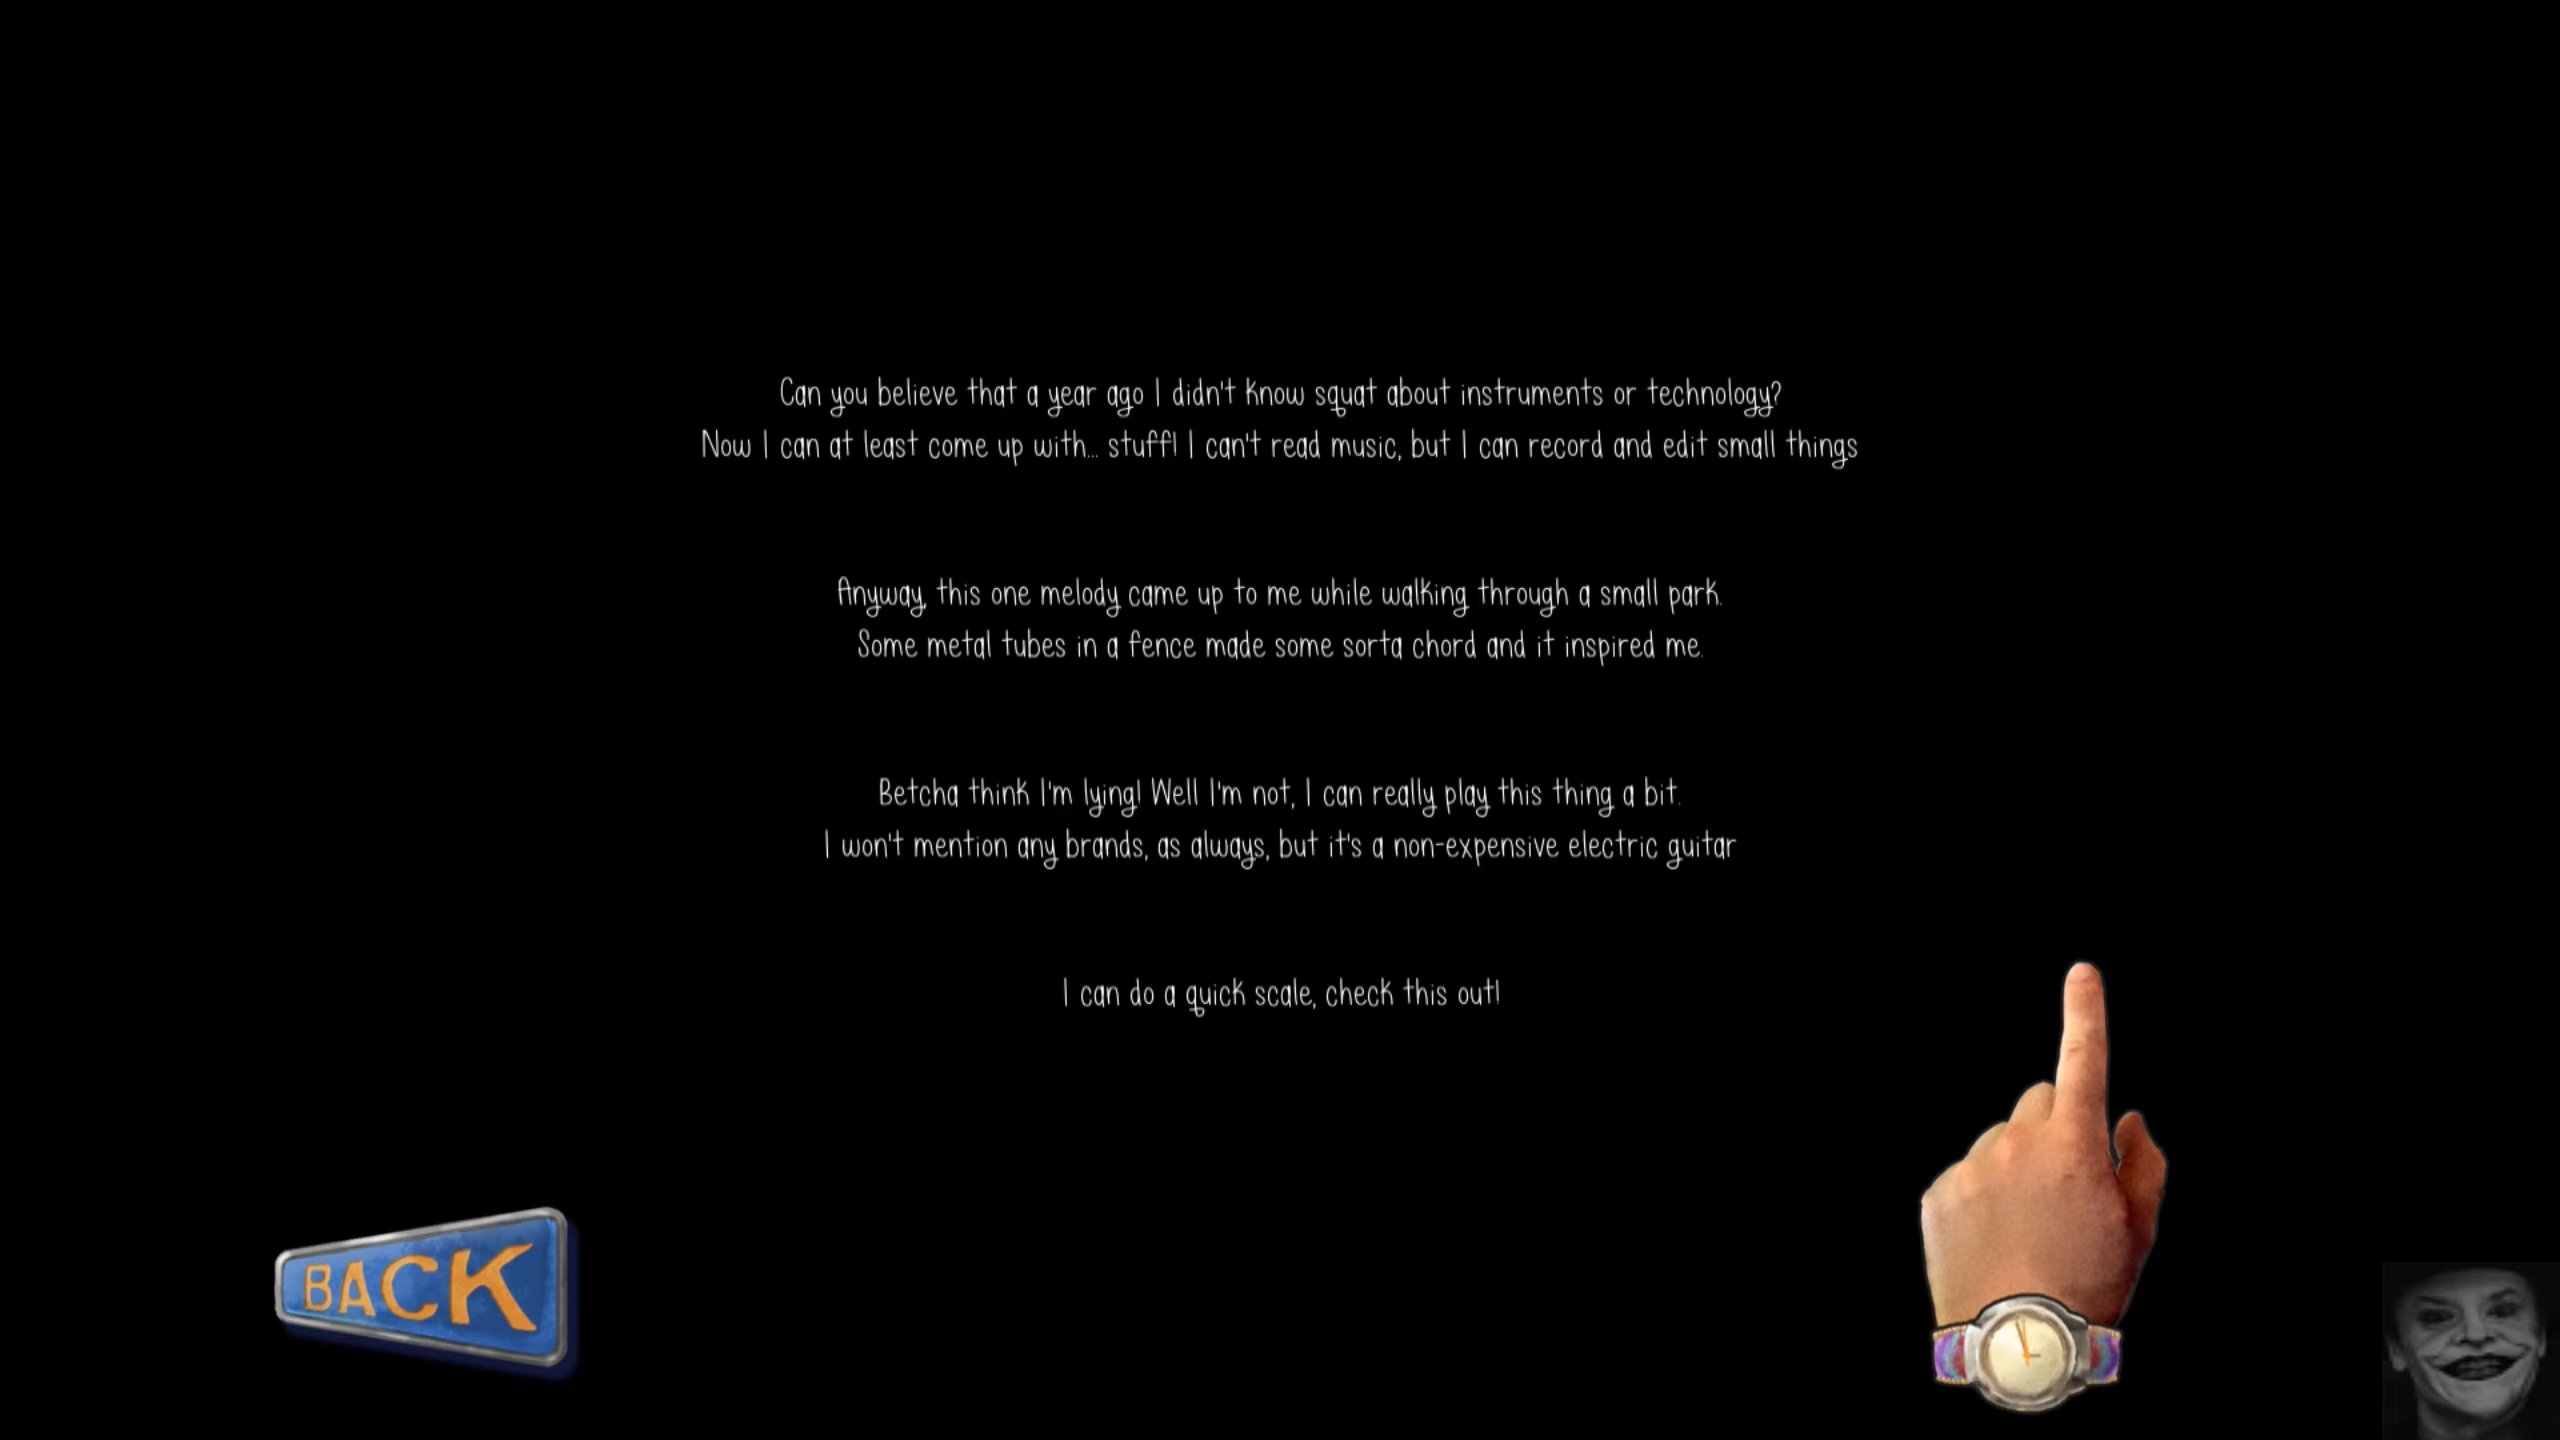 Can you believe that a year ago I didn't know squat about instruments or technology?
Now I can at least come up with... stuff! I can't read music, but I can record and edit small things
Anyway, this one melody came up to me while walking through a small park.
Some metal tubes in a fence made some sorta chord and it inspired me.
Betcha think I'm lying! Well I'm not, I can really play this thing a bit.
I won't mention any brands, as always, but it's a non-expensive electric guitar
I can do a quick scale, check this out!
BACK